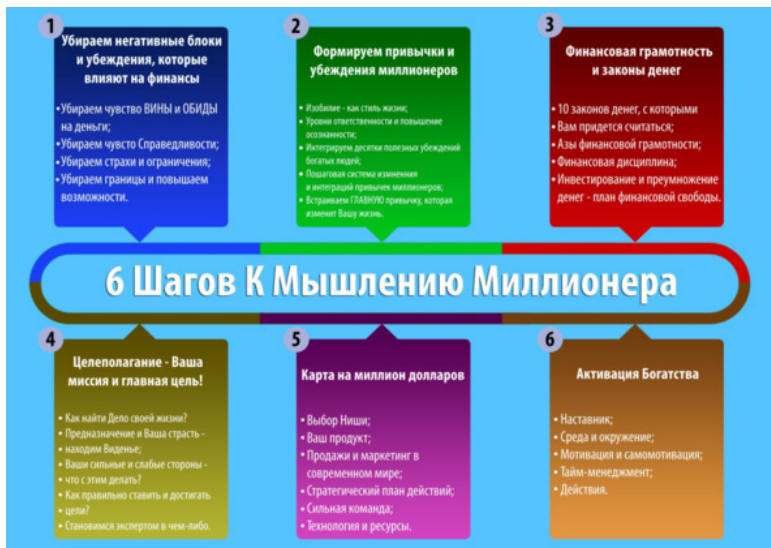 1
Убираем негативные блоки
и убеждения, которые
влияют на финансы
•Убираем чувство ВИНЫ и ОБИДЫ
на деньги;
•Убираем чусто Справедливости;
•Убираем страхи и ограничения;
•Убираем границы и повышаем
возможности.
2
Формируем привычки и
убеждения миллионеров
• Изобилие - как стиль жизни;
• Уровни ответственности и повышение
осознанности;
• Интегрируем десятки полезных убеждений
богатых людей;
• Пошаговая система изминения
и интеграций привычек миллионеров;
• Встраиваем ГЛАВНУЮ привычку, которая
изменит Вашу жизнь.
3
Финансовая грамотность
и законы денег
• 10 законов денег, с которыми
• Вам придется считаться;
• Азы финансовой грамотности;
• Финансовая дисциплина;
• Инвестирование и преумножение
денег - план финансовой свободы.
6 Шагов К Мышлению Миллионера
4
Целеполагание - Ваша
миссия и главная цель!
• Как найти Дело своей жизни?
• Предназначение и Ваша страсть -
находим Виденье;
• Ваши сильные и слабые стороны -
что с этим делать?
• Как правильно ставить и достигать
цели?
• Становимся экспертом в чем-либо.
5
Карта на миллион долларов
• Выбор Ниши;
• Ваш продукт;
• Продажи и маркетинг в
современном мире;
• Стратегический план действий;
• Сильная команда;
• Технология и ресурсы.
6
Активация Богатства
• Наставник;
• Среда и окружение;
• Мотивация и самомотивация;
• Тайм-менеджмент;
• Действия.